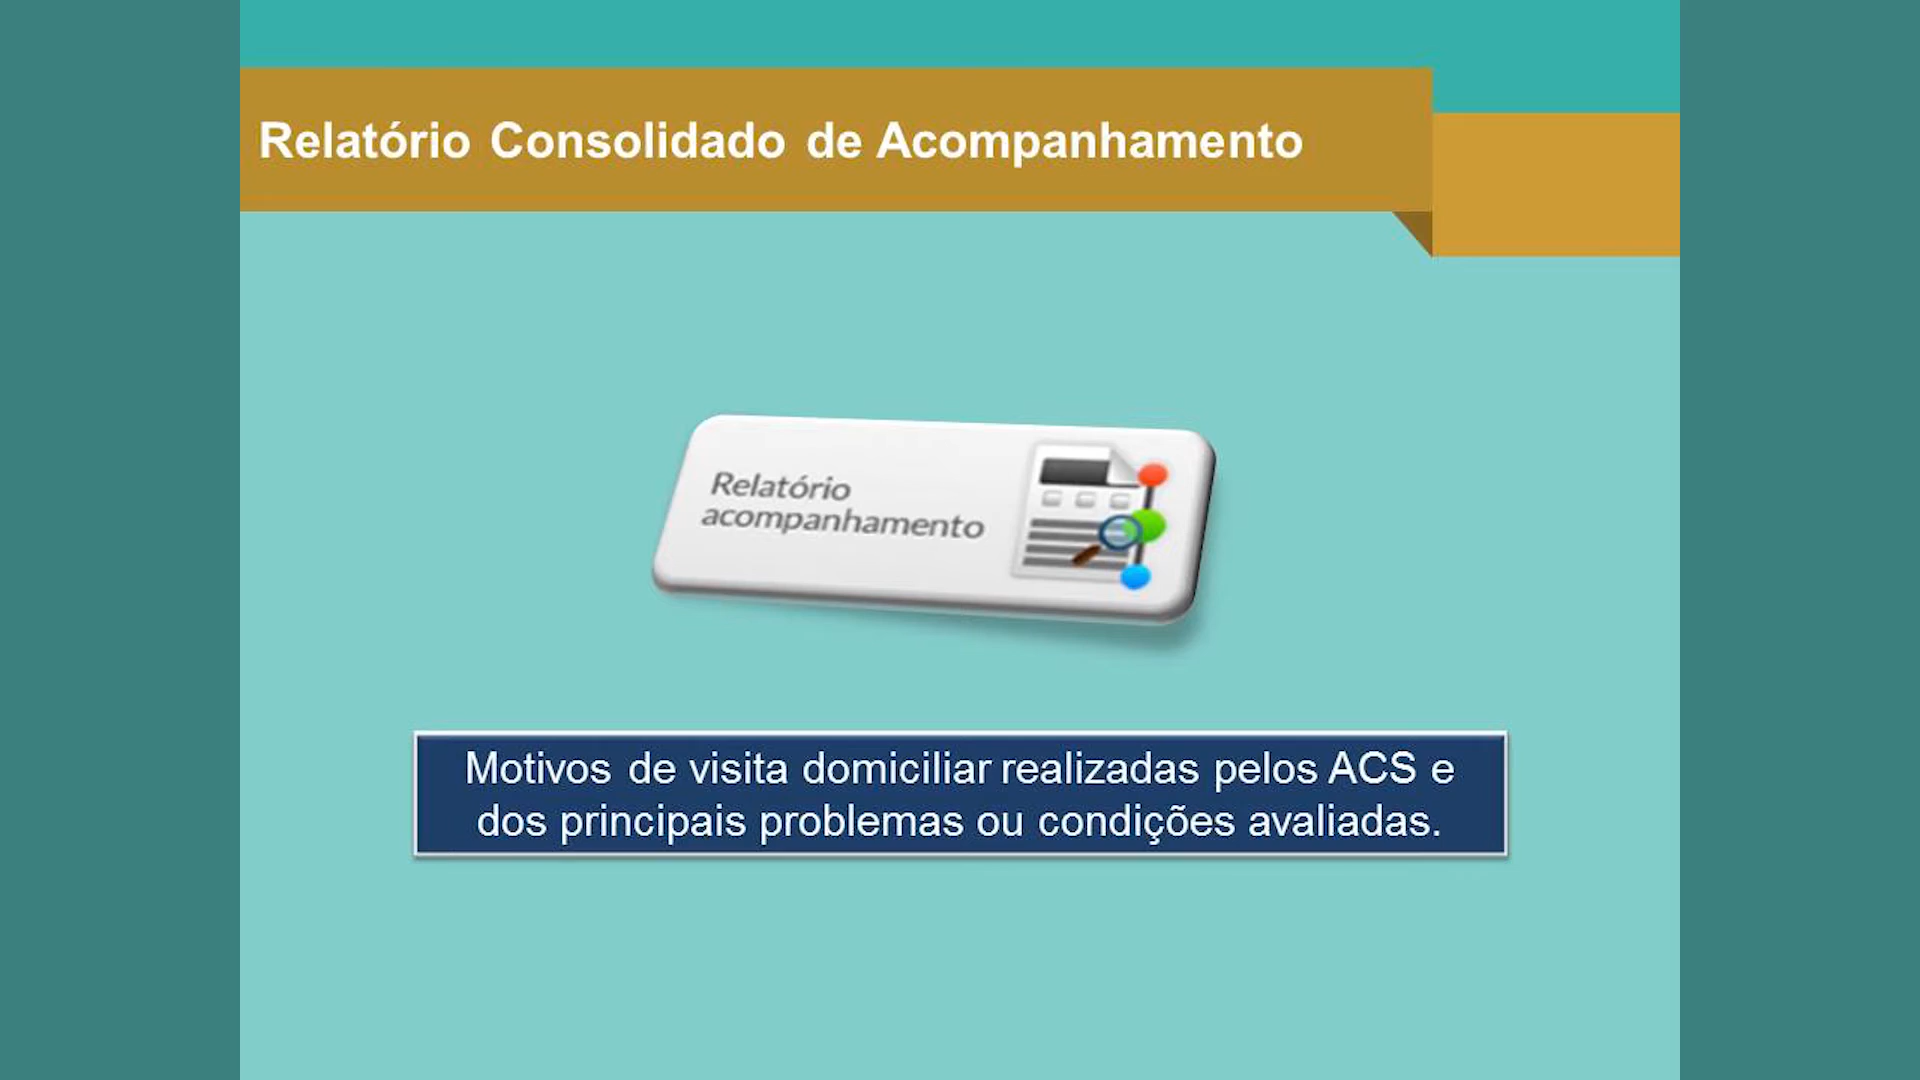 Relatório Consolidado de Acompanhamento
Relatório
acompanhamento
Motivos de visita domiciliar realizadas pelos ACS e
dos principais problemas ou condições avaliadas.